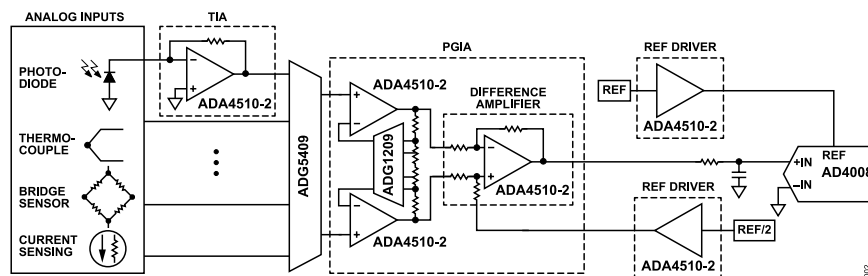 ANALOG INPUTS
TIA
PHOTO-
DIODE
ADA4510-2
THERMO-
COUPLE
BRIDGE
SENSOR
CURRENT
SENSING
ADG5409
PGIA
ADA4510-2
ADG1209
ADA4510-2
DIFFERENCE
AMPLIFIER
ADA4510-2
REF DRIVER
REF
ADA4510-2
REF DRIVER
REF/2
ADA4510-2
REF
+IN
AD4008
–IN